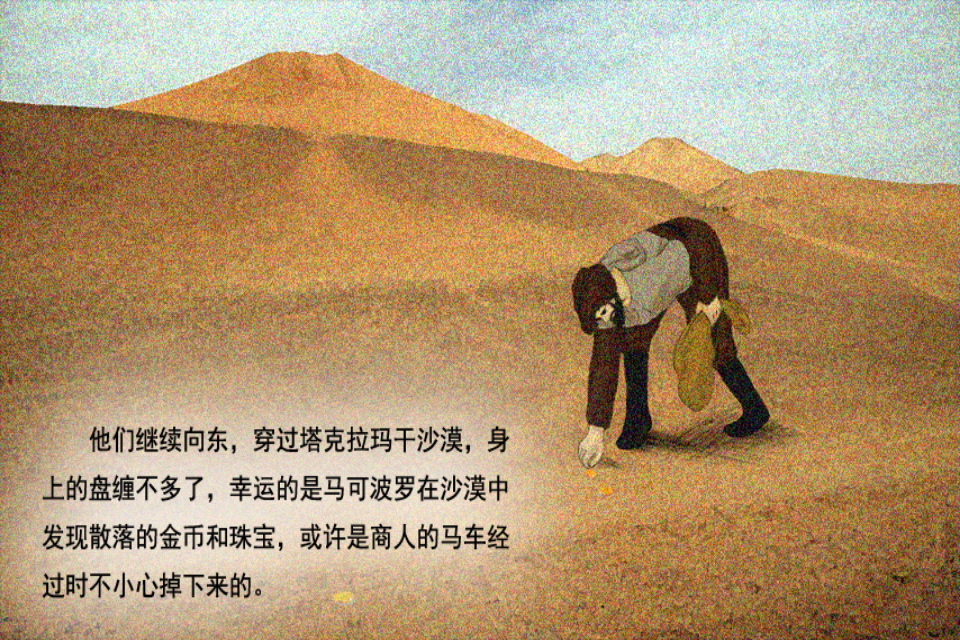 他们继续向东，穿过塔克拉玛干沙漠，身
上的盘缠不多了，幸运的是马可波罗在沙漠中
发现散落的金币和珠宝，或许是商人的马车经
过时不小心掉下来的。